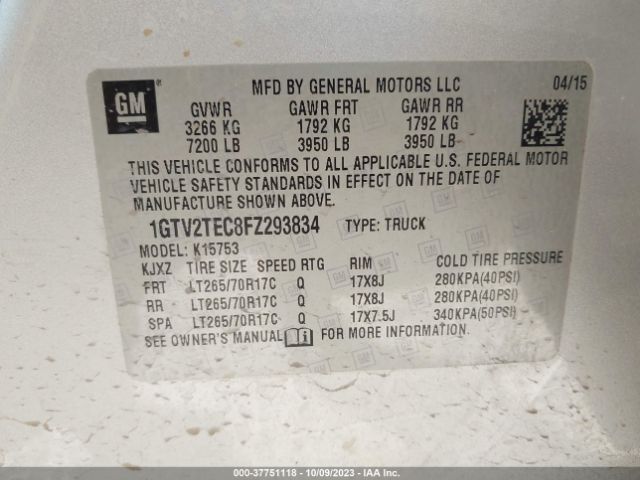 GM
MFD BY GENERAL MOTORS LLC 04/15
GVWR GAWR FRT GAWR RR
3266 KG 1792 KG 1792 KG
7200 LB 3950 LB 3950 LB
THIS VEHICLE CONFORMS TO ALL APPLICABLE U.S. FEDERAL MOTOR
VEHICLE SAFETY STANDARDS IN EFFECT ON THE DATE OF
MANUFACTURE SHOWN ABOVE.
1GTV2TEC8FZ293834 TYPE: TRUCK
MODEL: K15753
KJXZ TIRE SIZE SPEED RTG RIM COLD TIRE PRESSURE
FRT LT265/70R17C Q 17X8J 280KPA(40PSI)
RR LT265/70R17C Q 17X8J 280KPA(40PSI)
SPA LT265/70R17C Q 17X7.5J 340KPA(50PSI)
SEE OWNER'S MANUAL FOR MORE INFORMATION.
000-37751118 - 10/09/2023 - IAA Inc.